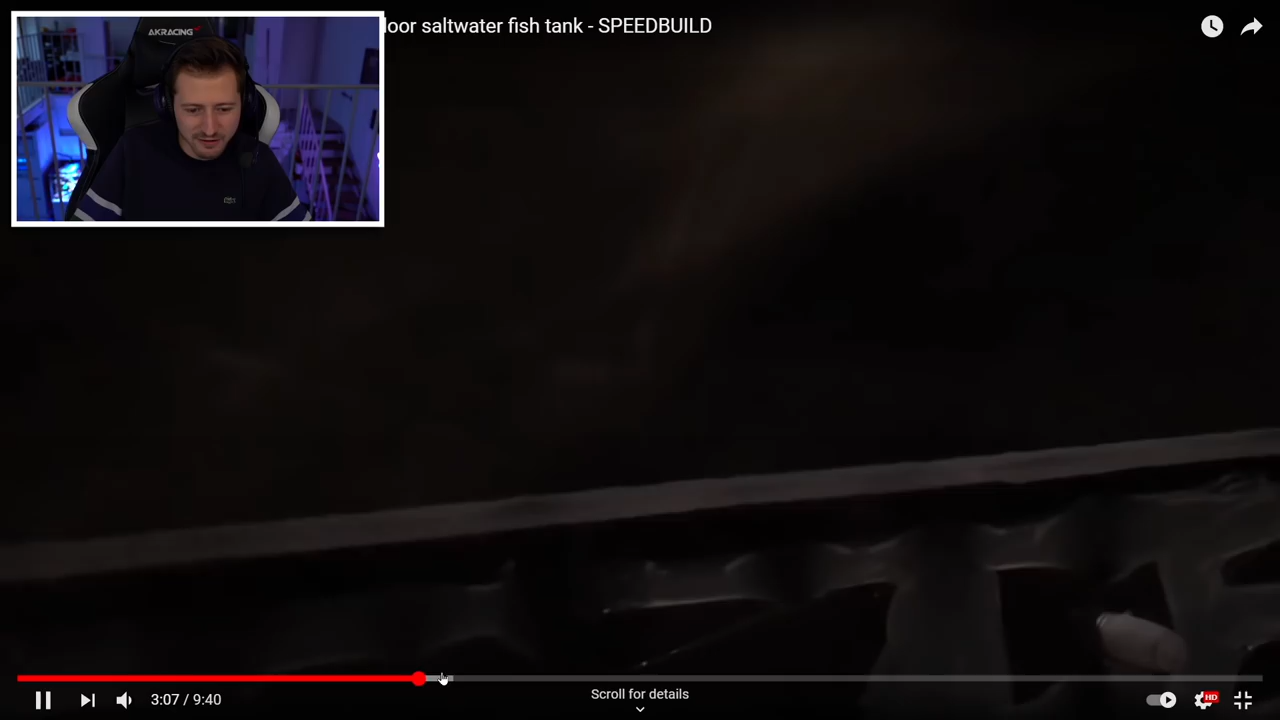 loor saltwater fish tank - SPEEDBUILD
AKRACING
3:07 / 9:40
Scroll for details
HD